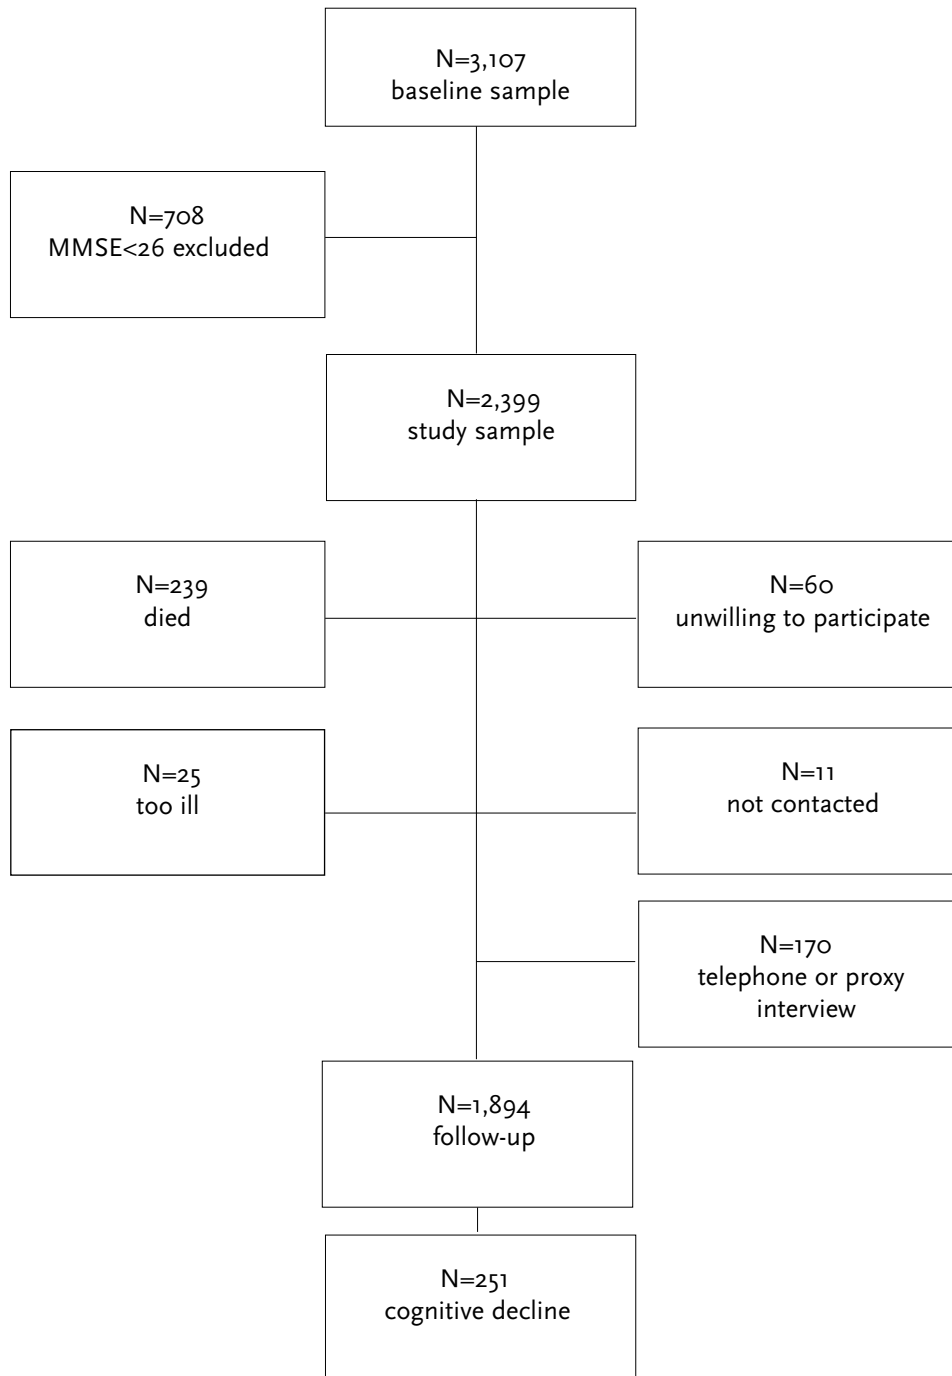 N=3,107
baseline sample
N=708
MMSE<26 excluded
N=2,399
study sample
N=239
died
N=60
unwilling to participate
N=25
too ill
N=11
not contacted
N=170
telephone or proxy
interview
N=1,894
follow-up
N=251
cognitive decline